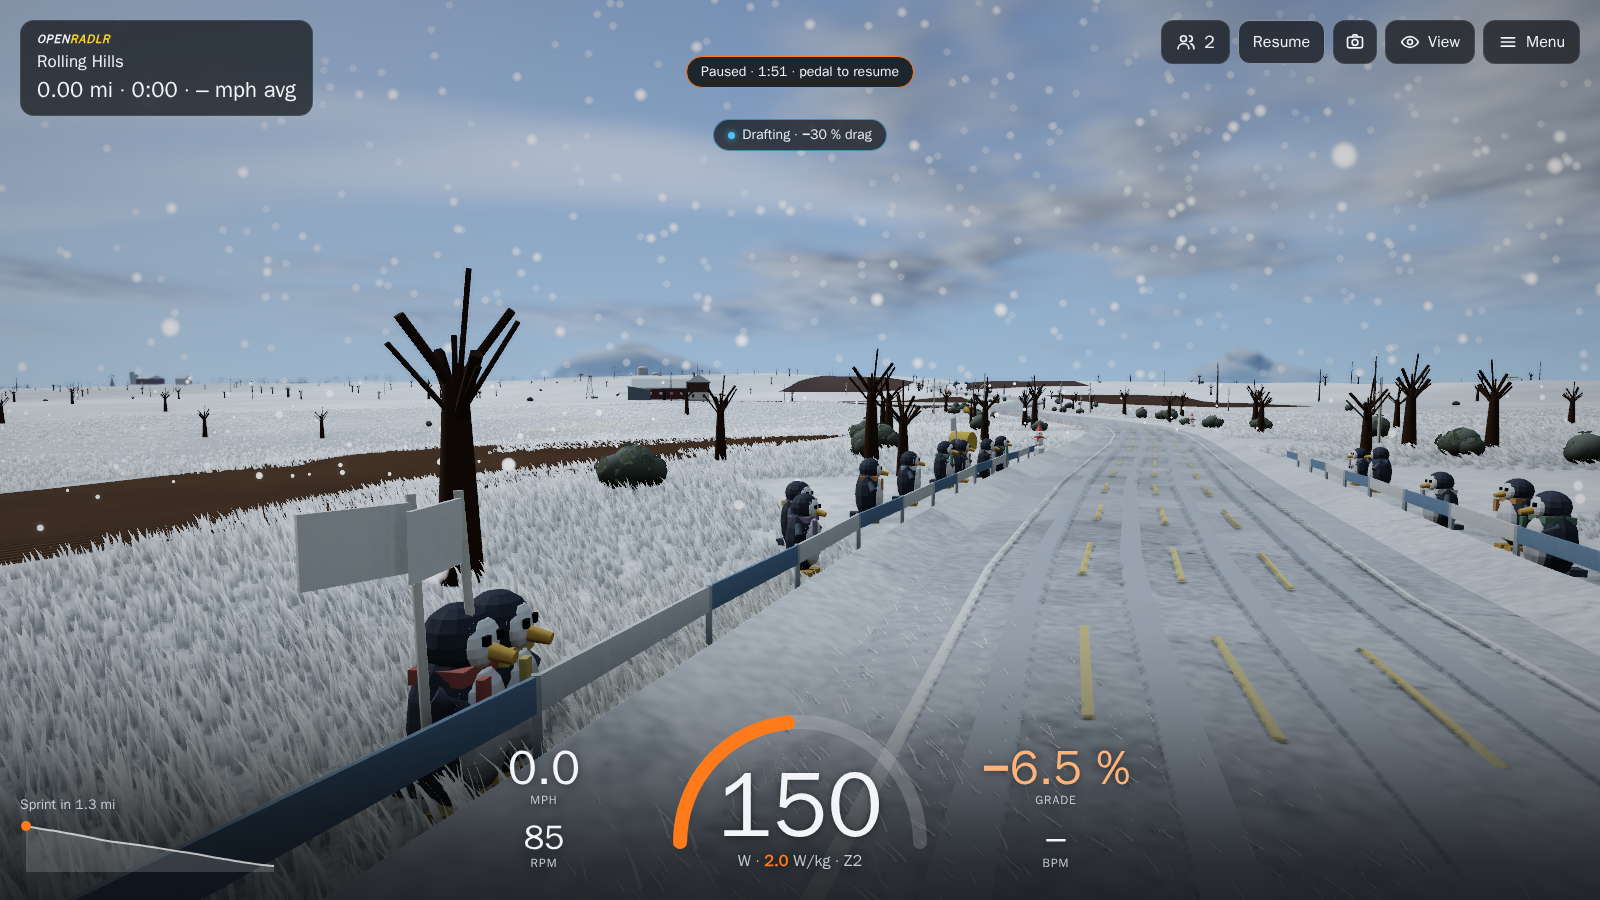 OPENRADLR
Rolling Hills
0.00 mi · 0:00 · – mph avg
Paused · 1:51 · pedal to resume
Drafting · −30 % drag
2
Resume
View
Menu
Sprint in 1.3 mi
0.0
MPH
85
RPM
150
W · 2.0 W/kg · Z2
−6.5 %
GRADE
–
BPM